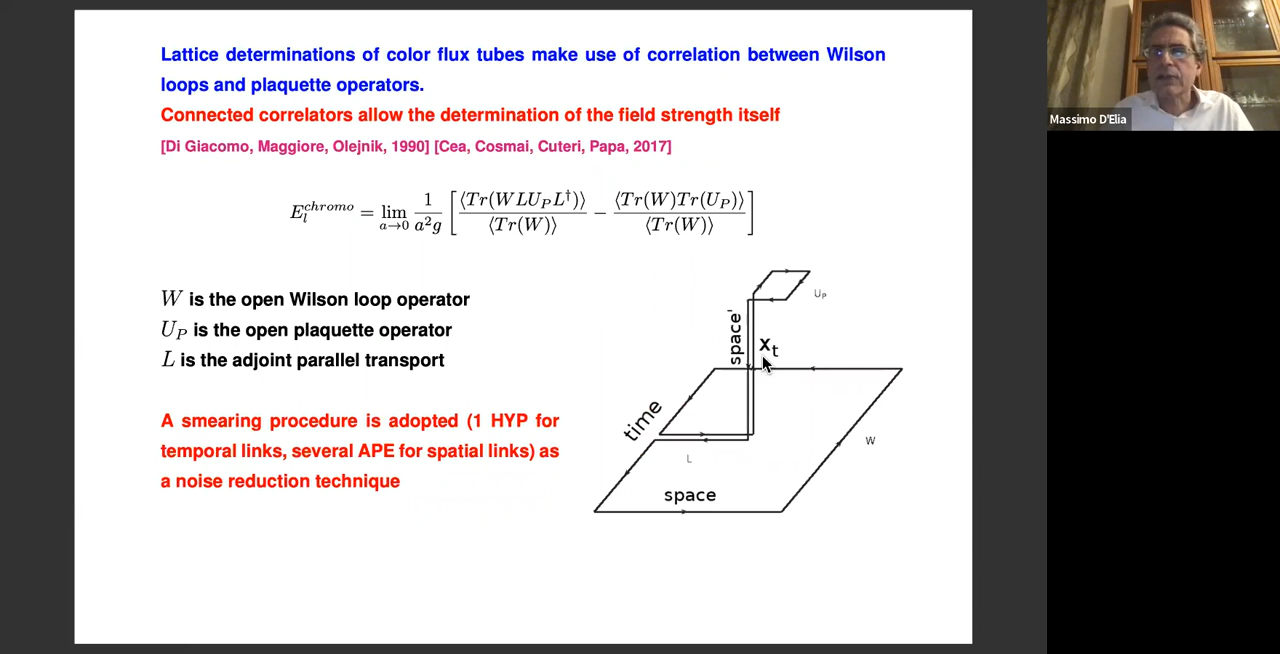 Lattice determinations of color flux tubes make use of correlation between Wilson
loops and plaquette operators.
Connected correlators allow the determination of the field strength itself
[Di Giacomo, Maggiore, Olejnik, 1990] [Cea, Cosmai, Cuteri, Papa, 2017]
E_l^{chromo} = lim_{a→0} 1/(a²g) [ ⟨Tr(WLU_P L†)⟩/⟨Tr(W)⟩ − ⟨Tr(W)Tr(U_P)⟩/⟨Tr(W)⟩ ]
W is the open Wilson loop operator
U_P is the open plaquette operator
L is the adjoint parallel transport
A smearing procedure is adopted (1 HYP for
temporal links, several APE for spatial links) as
a noise reduction technique
U_P
space'
x_t
time
W
L
space
Massimo D'Elia